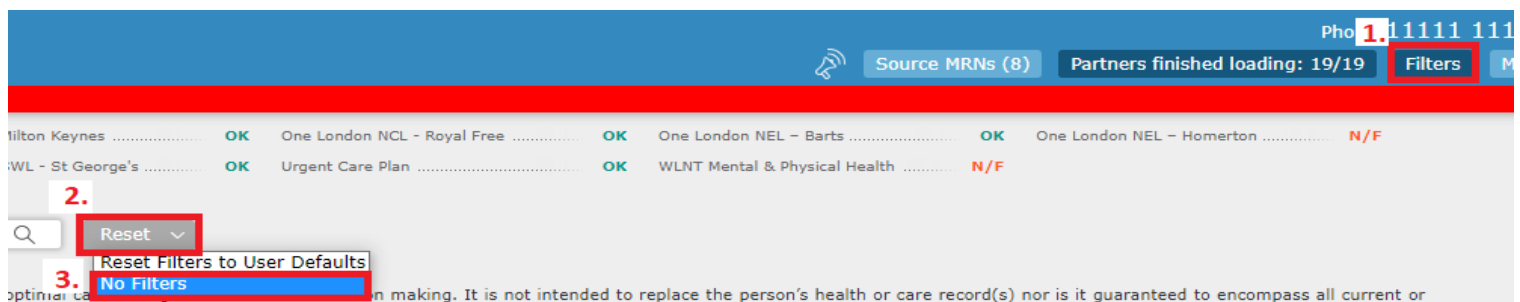 Pho 1. 11111 111
Source MRNs (8) Partners finished loading: 19/19 Filters M
Milton Keynes .................. OK One London NCL - Royal Free ............. OK One London NEL – Barts ..................... OK One London NEL – Homerton ............. N/F
SWL - St George's ............ OK Urgent Care Plan ............................... OK WLNT Mental & Physical Health .......... N/F
2.
Reset
Reset Filters to User Defaults
3. No Filters
optimal ca on making. It is not intended to replace the person's health or care record(s) nor is it guaranteed to encompass all current or